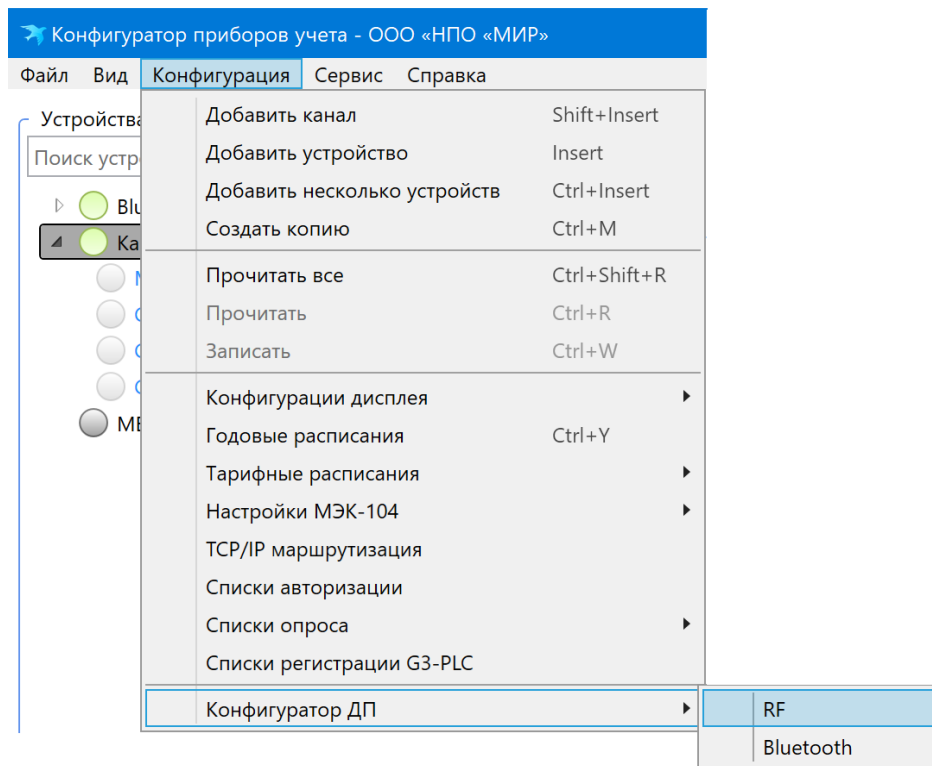 Конфигуратор приборов учета - ООО «НПО «МИР»
Файл Вид Конфигурация Сервис Справка
Устройства
Поиск
Добавить канал Shift+Insert
Добавить устройство Insert
Добавить несколько устройств Ctrl+Insert
Создать копию Ctrl+M
Прочитать все Ctrl+Shift+R
Прочитать Ctrl+R
Записать Ctrl+W
Конфигурации дисплея
Годовые расписания Ctrl+Y
Тарифные расписания
Настройки МЭК-104
TCP/IP маршрутизация
Списки авторизации
Списки опроса
Списки регистрации G3-PLC
Конфигуратор ДП
RF
Bluetooth